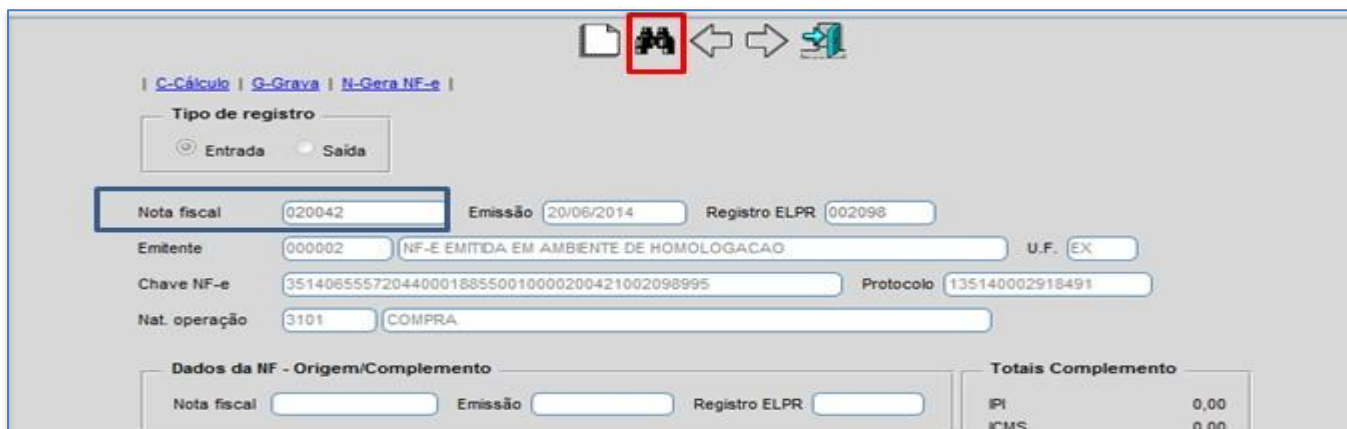 | C-Cálculo | G-Grava | N-Gera NF-e |
Tipo de registro
Entrada Saída
Nota fiscal 020042 Emissão 20/06/2014 Registro ELPR 002098
Emitente 000002 NF-E EMITIDA EM AMBIENTE DE HOMOLOGACAO U.F. EX
Chave NF-e 35140655572044000188550010000200421002098995 Protocolo 135140002918491
Nat. operação 3101 COMPRA
Dados da NF - Origem/Complemento Totais Complemento
Nota fiscal Emissão Registro ELPR IPI 0,00
ICMS 0,00